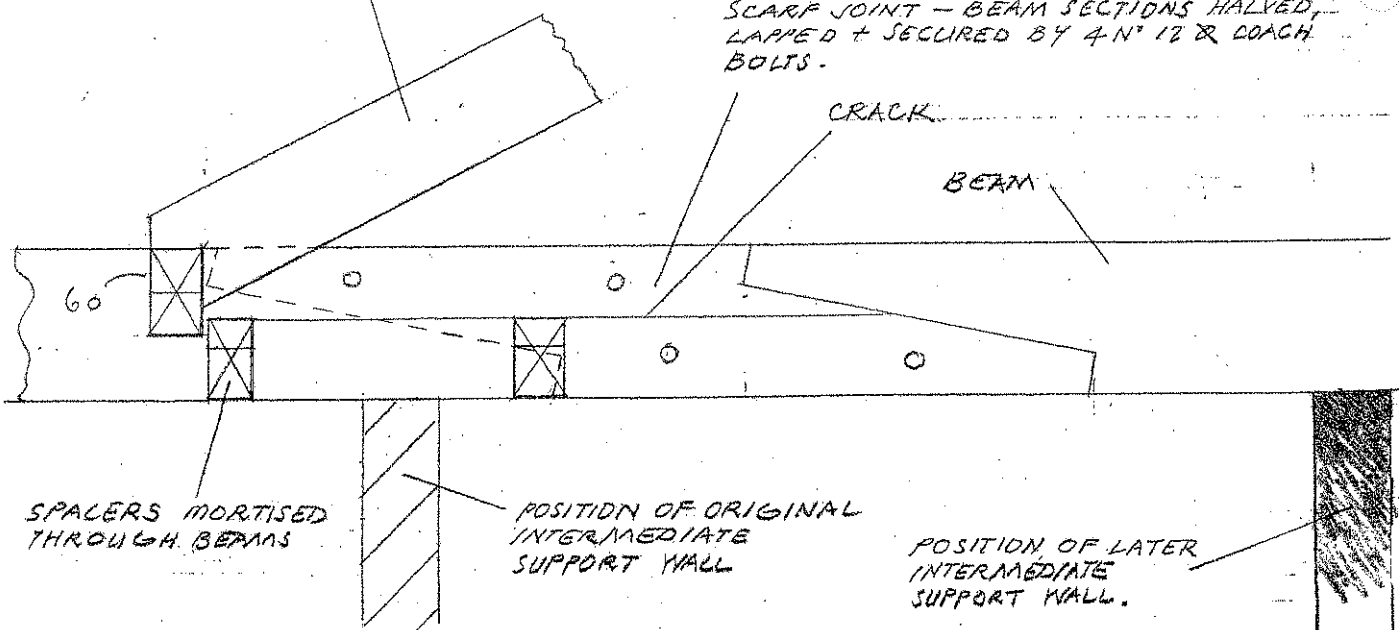 SCARF JOINT – BEAM SECTIONS HALVED,
LAPPED + SECURED BY 4 Nº 12 Ø COACH
BOLTS.
CRACK
BEAM
60
SPACERS MORTISED
THROUGH BEAMS
POSITION OF ORIGINAL
INTERMEDIATE
SUPPORT WALL
POSITION OF LATER
INTERMEDIATE
SUPPORT WALL.